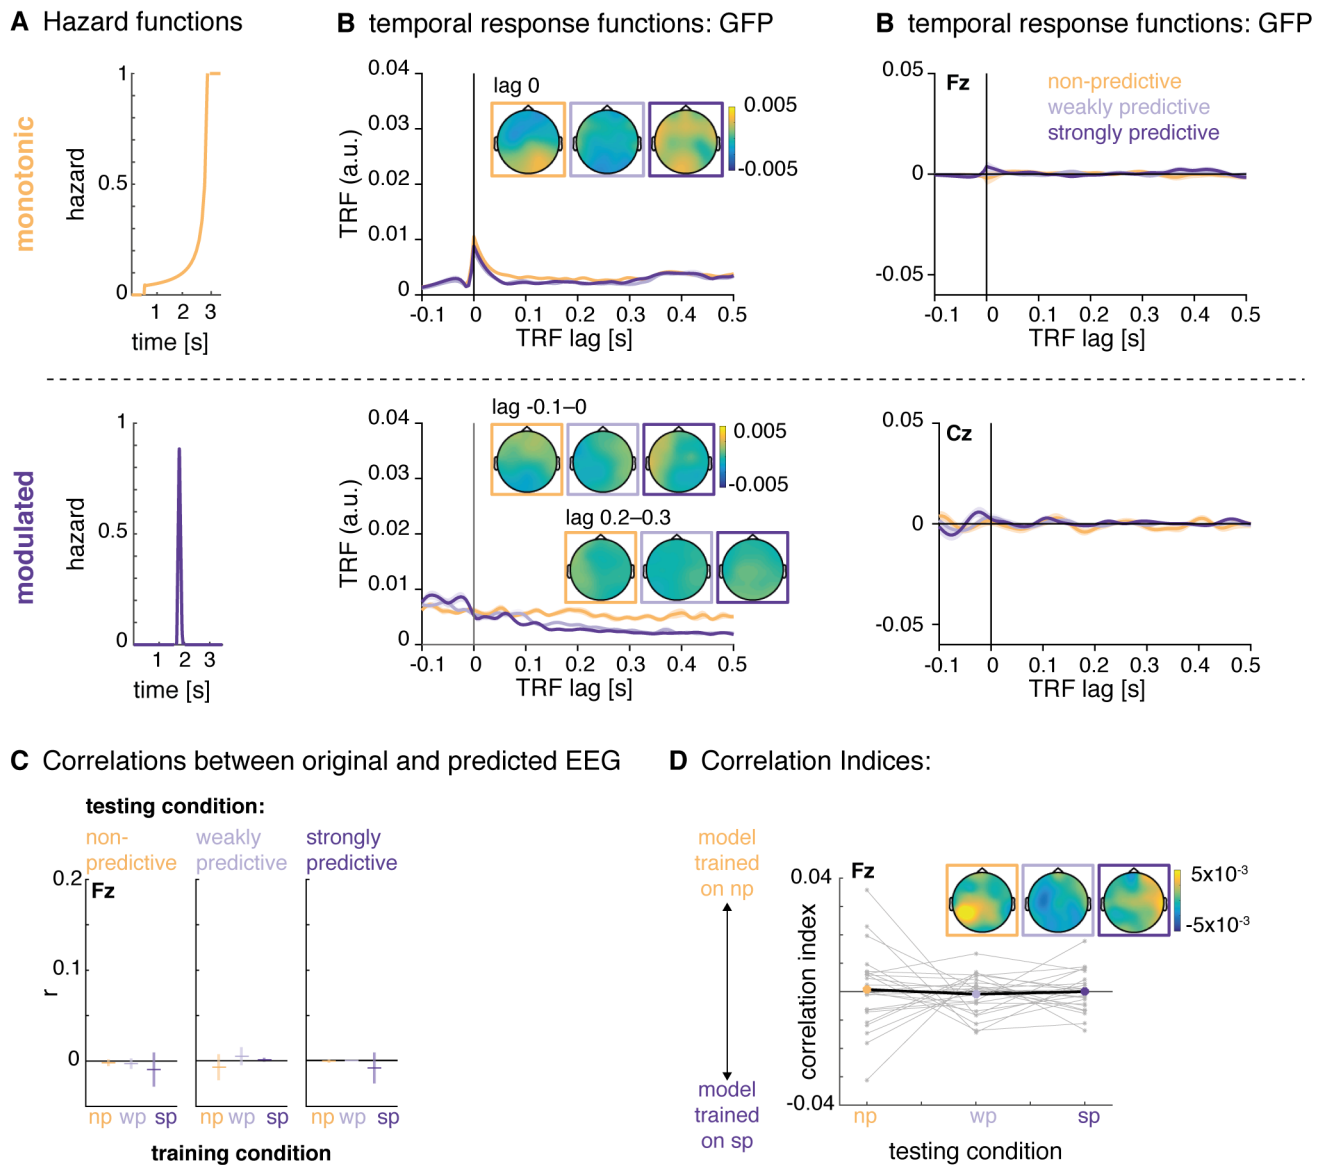 A Hazard functions
B temporal response functions: GFP
B temporal response functions: GFP
monotonic
hazard
1
0.5
0
1 2 3
time [s]
TRF (a.u.)
0.04
0.03
0.02
0.01
0
lag 0
0.005
-0.005
-0.1 0 0.1 0.2 0.3 0.4 0.5
TRF lag [s]
0.05
0
-0.05
Fz
non-predictive
weakly predictive
strongly predictive
-0.1 0 0.1 0.2 0.3 0.4 0.5
TRF lag [s]
modulated
hazard
1
0.5
0
1 2 3
time [s]
TRF (a.u.)
0.04
0.03
0.02
0.01
0
lag -0.1–0
0.005
-0.005
lag 0.2–0.3
-0.1 0 0.1 0.2 0.3 0.4 0.5
TRF lag [s]
0.05
0
-0.05
Cz
-0.1 0 0.1 0.2 0.3 0.4 0.5
TRF lag [s]
C Correlations between original and predicted EEG
testing condition:
non-
predictive
weakly
predictive
strongly
predictive
r
0.2
0.1
0
Fz
np wp sp
np wp sp
np wp sp
training condition
D Correlation Indices:
model
trained
on np
model
trained
on sp
correlation index
0.04
-0.04
Fz
5x10-3
-5x10-3
np wp sp
testing condition